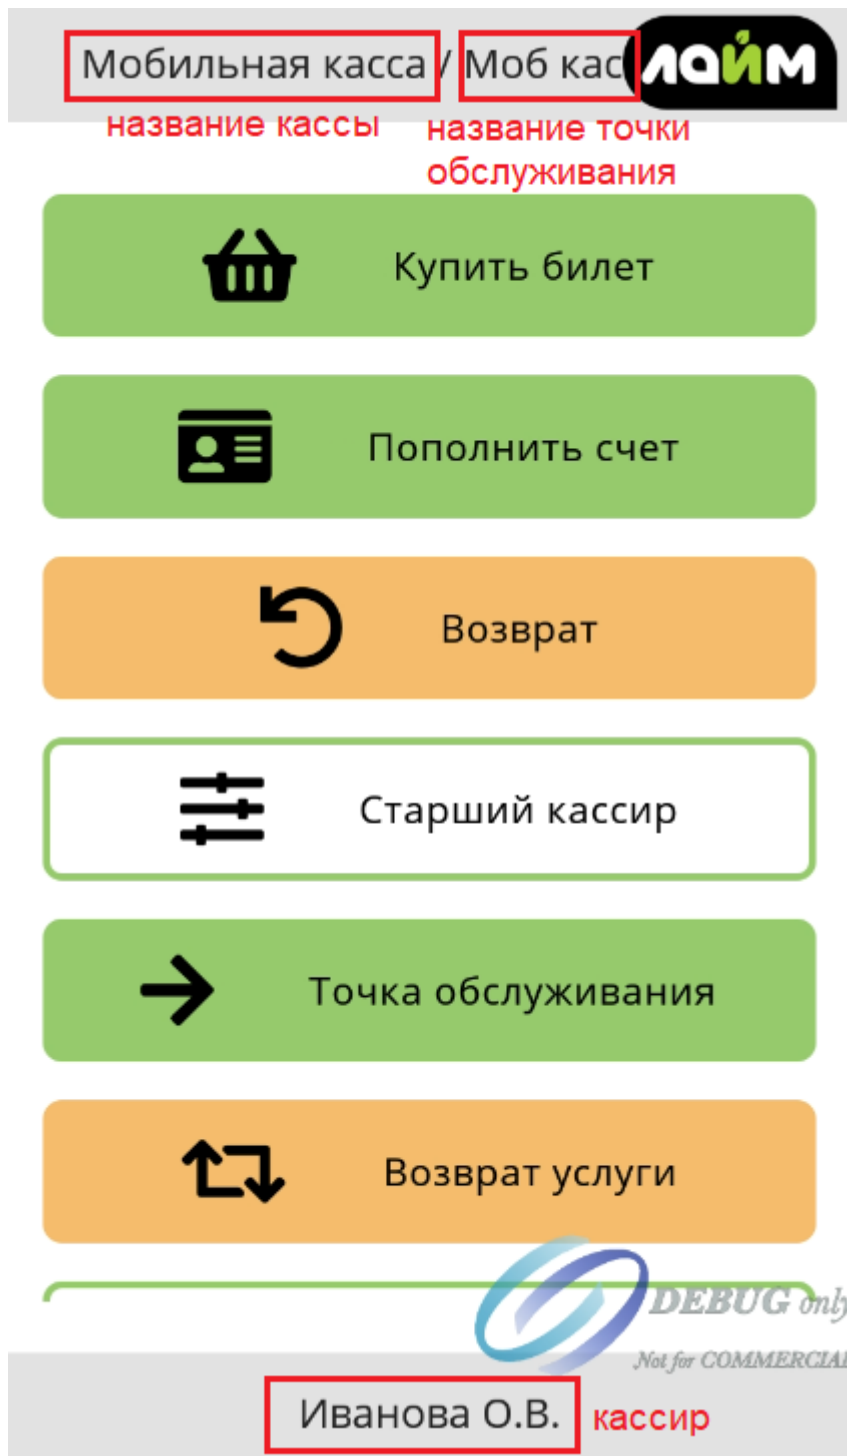 Мобильная касса / Моб кас лайм
название кассы
название точки
обслуживания
Купить билет
Пополнить счет
Возврат
Старший кассир
Точка обслуживания
Возврат услуги
DEBUG only
Not for COMMERCIAL
Иванова О.В. кассир